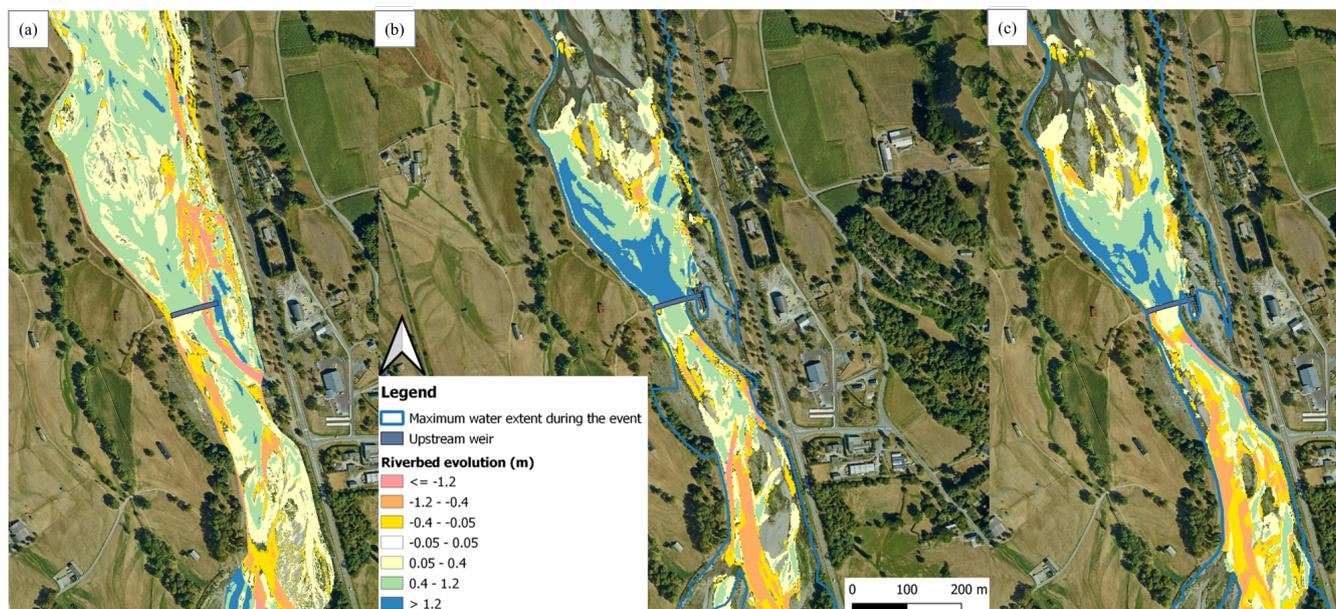 (a)
(b)
(c)
Legend
Maximum water extent during the event
Upstream weir
Riverbed evolution (m)
<= -1.2
-1.2 - -0.4
-0.4 - -0.05
-0.05 - 0.05
0.05 - 0.4
0.4 - 1.2
> 1.2
0 100 200 m